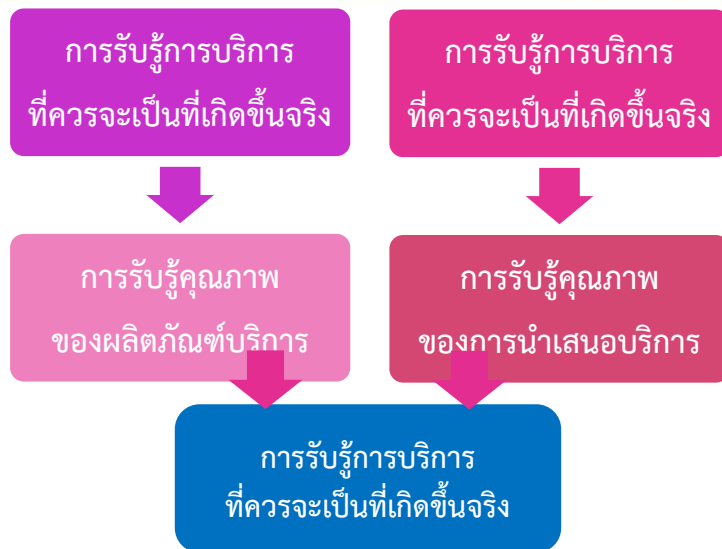 การรับรู้การบริการ
ที่ควรจะเป็นที่เกิดขึ้นจริง
การรับรู้การบริการ
ที่ควรจะเป็นที่เกิดขึ้นจริง
การรับรู้คุณภาพ
ของผลิตภัณฑ์บริการ
การรับรู้คุณภาพ
ของการนำเสนอบริการ
การรับรู้การบริการ
ที่ควรจะเป็นที่เกิดขึ้นจริง